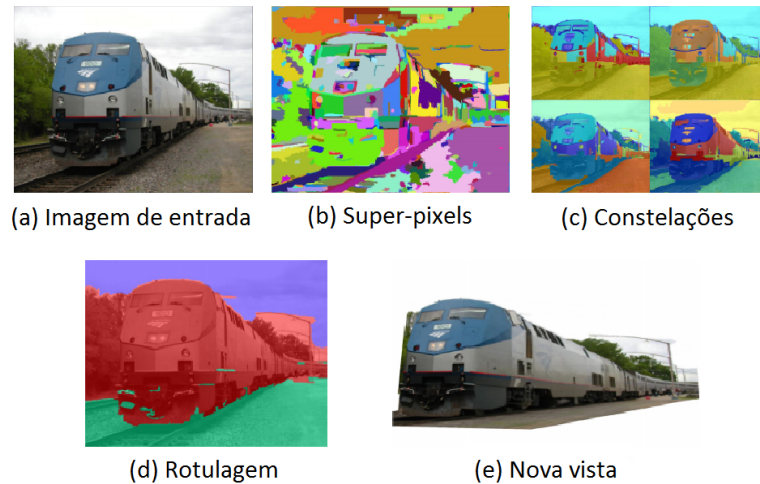 (a) Imagem de entrada
(b) Super-pixels
(c) Constelações
(d) Rotulagem
(e) Nova vista